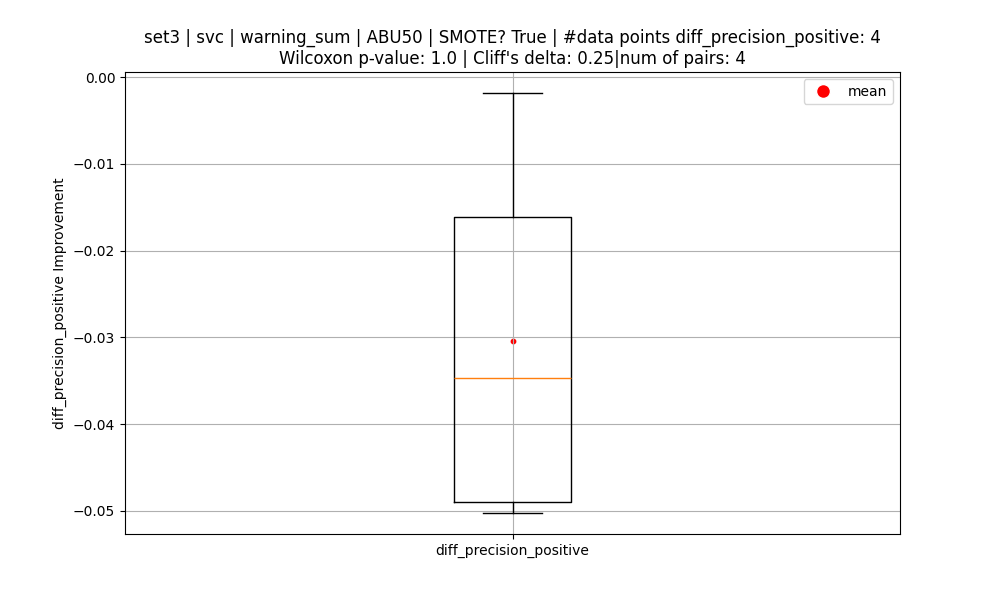 set3 | svc | warning_sum | ABU50 | SMOTE? True | #data points diff_precision_positive: 4
Wilcoxon p-value: 1.0 | Cliff's delta: 0.25|num of pairs: 4
mean
diff_precision_positive Improvement
0.00
−0.01
−0.02
−0.03
−0.04
−0.05
diff_precision_positive